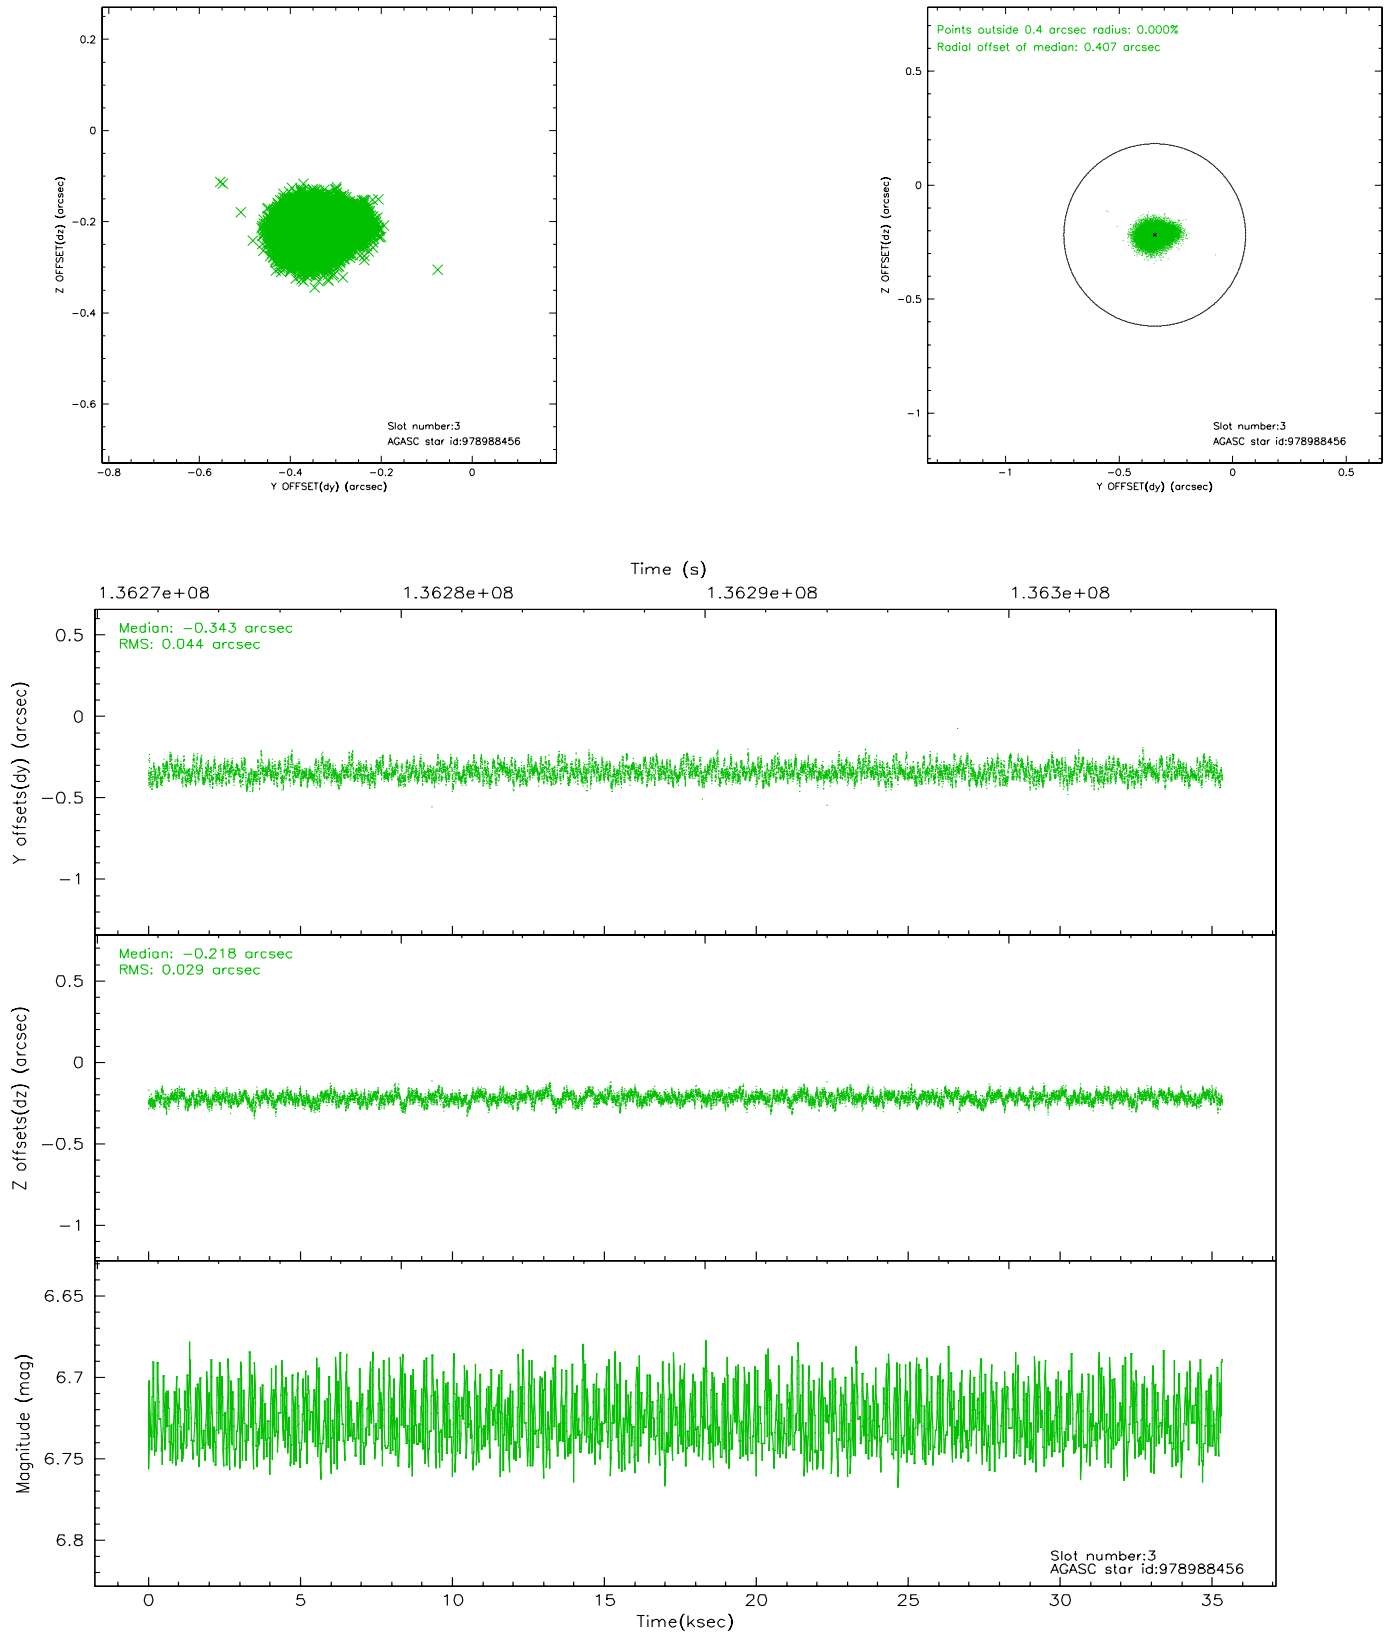 0.2
0
−0.2
−0.4
−0.6
Z OFFSET(dz) (arcsec)
Slot number:3
AGASC star id:978988456
−0.8
−0.6
−0.4
−0.2
0
Y OFFSET(dy) (arcsec)
Points outside 0.4 arcsec radius: 0.000%
Radial offset of median: 0.407 arcsec
0.5
0
−0.5
−1
Z OFFSET(dz) (arcsec)
Slot number:3
AGASC star id:978988456
−1
−0.5
0
0.5
Y OFFSET(dy) (arcsec)
Time (s)
1.3627e+08
1.3628e+08
1.3629e+08
1.363e+08
Median: −0.343 arcsec
RMS: 0.044 arcsec
0.5
0
−0.5
−1
Y offsets(dy) (arcsec)
Median: −0.218 arcsec
RMS: 0.029 arcsec
0.5
0
−0.5
−1
Z offsets(dz) (arcsec)
6.65
6.7
6.75
6.8
Magnitude (mag)
Slot number:3
AGASC star id:978988456
0
5
10
15
20
25
30
35
Time(ksec)